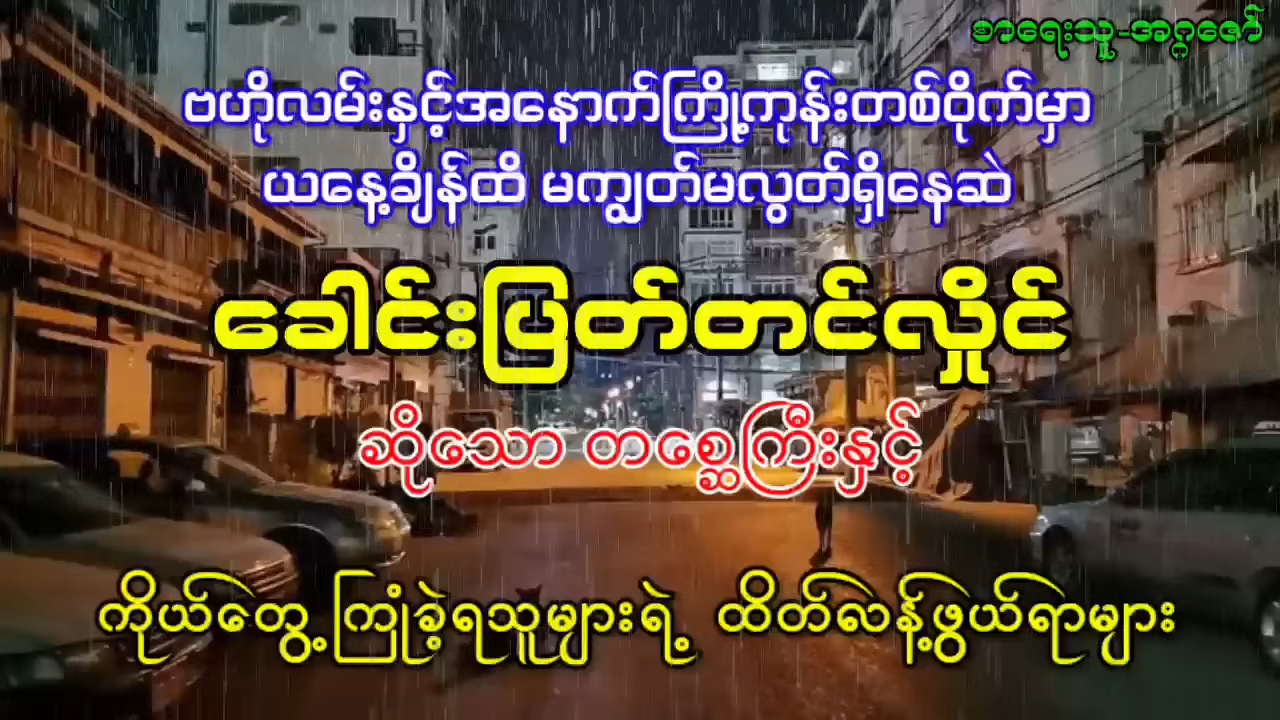 စာရေးသူ-အဂ္ဂဇော်
ဗဟိုလမ်းနှင့်အနောက်ကြို့ကုန်းတစ်ဝိုက်မှာ
ယနေ့ချိန်ထိ မကျွတ်မလွတ်ရှိနေဆဲ
ခေါင်းပြတ်တင်လှိုင်
ဆိုသော တစ္ဆေကြီးနှင့်
ကိုယ်တွေ့ကြုံခဲ့ရသူများရဲ့ ထိတ်လန့်ဖွယ်ရာများ